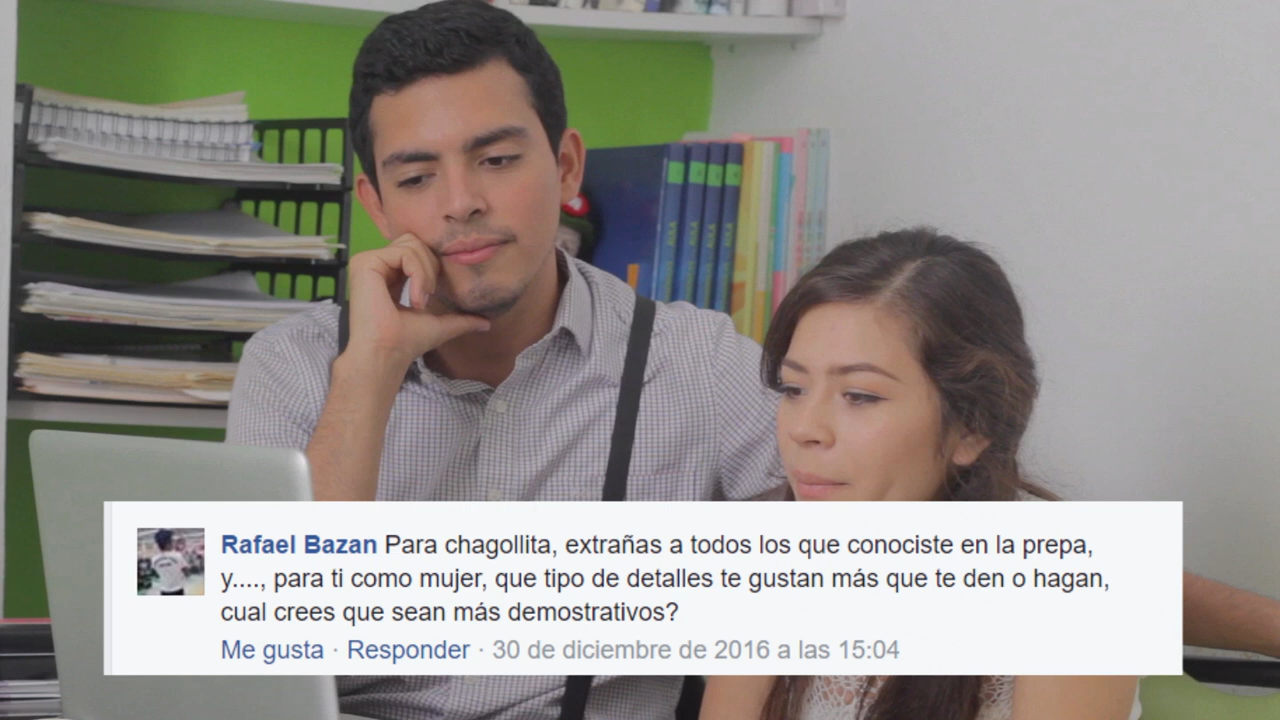 Rafael Bazan Para chagollita, extrañas a todos los que conociste en la prepa,
y...., para ti como mujer, que tipo de detalles te gustan más que te den o hagan,
cual crees que sean más demostrativos?
Me gusta · Responder · 30 de diciembre de 2016 a las 15:04